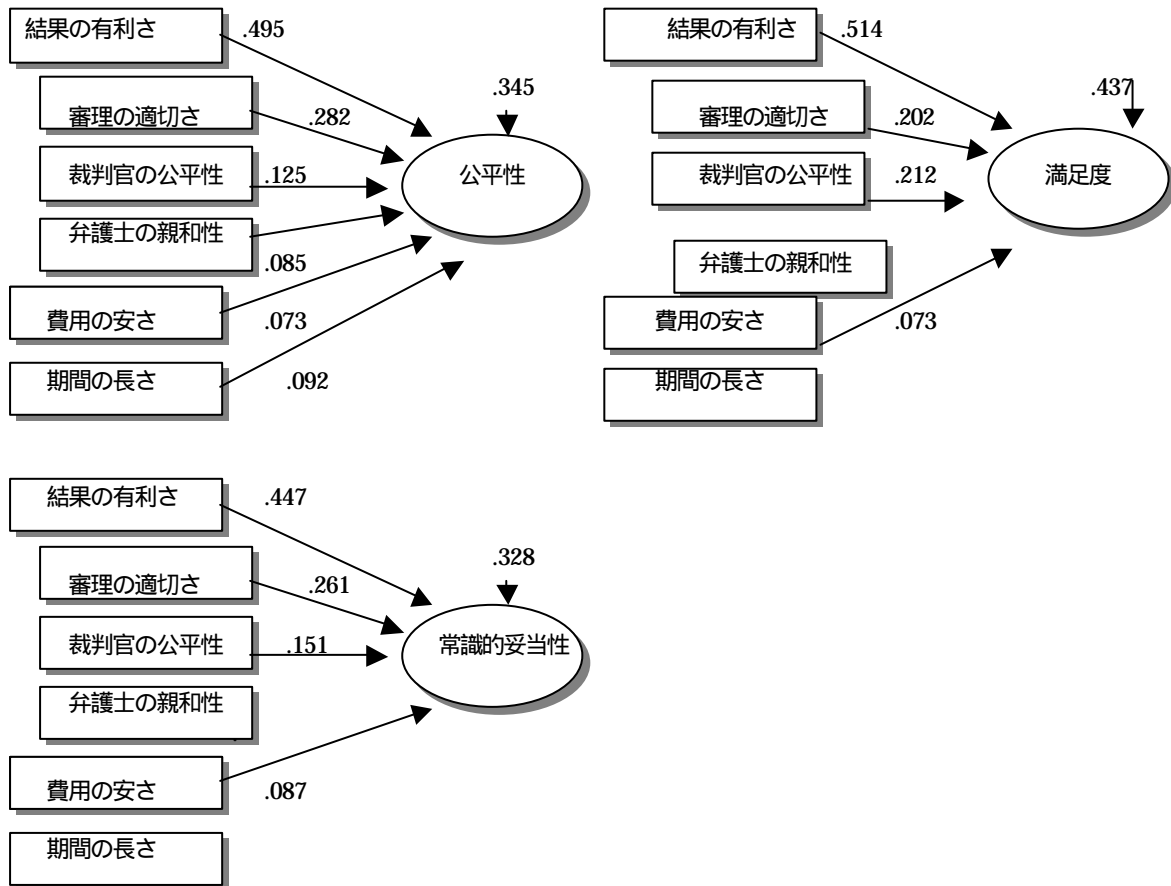 結果の有利さ .495
審理の適切さ .282
裁判官の公平性 .125
弁護士の親和性 .085
費用の安さ .073
期間の長さ .092
.345
公平性
結果の有利さ .514
審理の適切さ .202
裁判官の公平性 .212
弁護士の親和性
費用の安さ .073
期間の長さ
.437
満足度
結果の有利さ .447
審理の適切さ .261
裁判官の公平性 .151
弁護士の親和性
費用の安さ .087
期間の長さ
.328
常識的妥当性